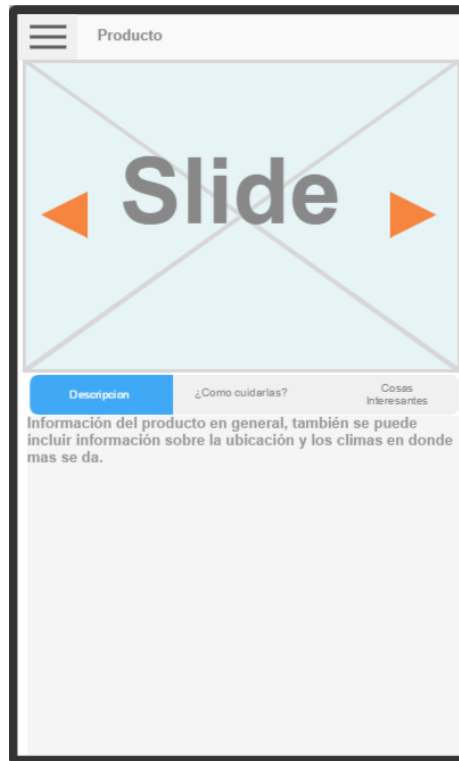 Producto
Slide
Descripcion
¿Como cuidarlas?
Cosas
Interesantes
Información del producto en general, también se puede
incluir información sobre la ubicación y los climas en donde
mas se da.